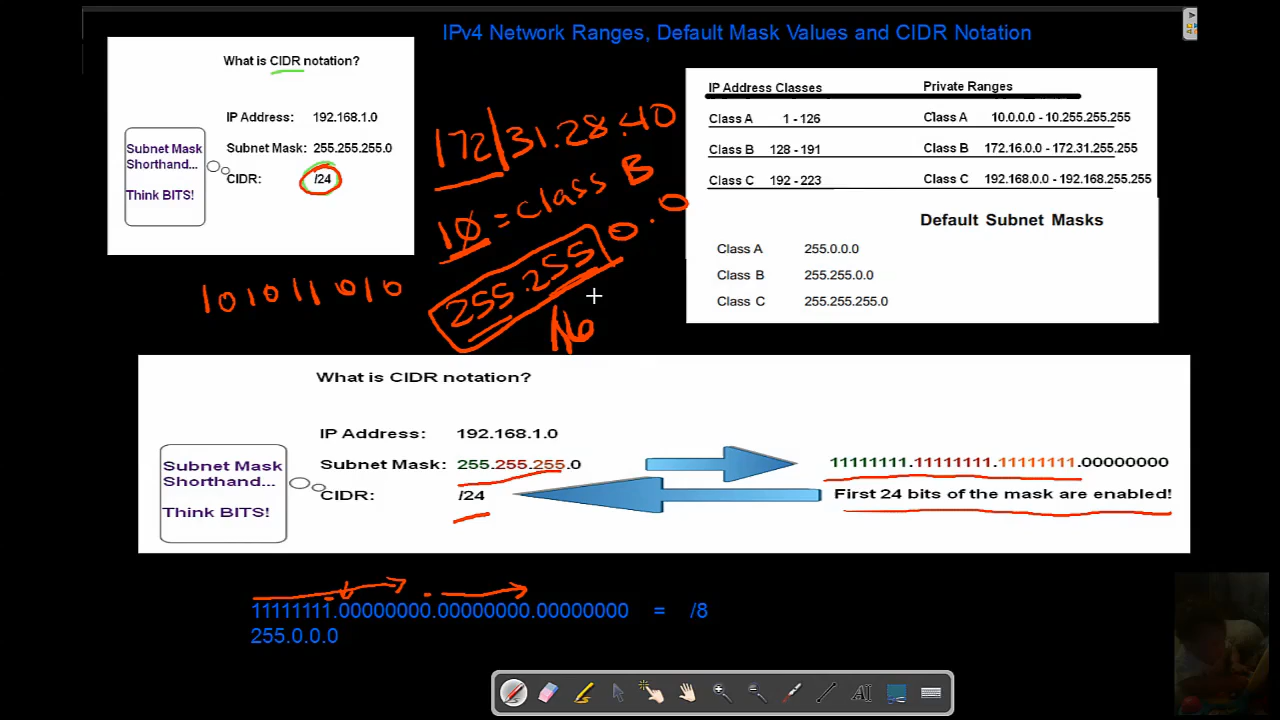 IPv4 Network Ranges, Default Mask Values and CIDR Notation
What is CIDR notation?
IP Address: 192.168.1.0
Subnet Mask: 255.255.255.0
CIDR: /24
Subnet Mask
Shorthand...
Think BITS!
101011010
172|31.28.40
10 = class B
255.255|0.0
16
IP Address Classes Private Ranges
Class A 1 - 126 Class A 10.0.0.0 - 10.255.255.255
Class B 128 - 191 Class B 172.16.0.0 - 172.31.255.255
Class C 192 - 223 Class C 192.168.0.0 - 192.168.255.255
Default Subnet Masks
Class A 255.0.0.0
Class B 255.255.0.0
Class C 255.255.255.0
What is CIDR notation?
IP Address: 192.168.1.0
Subnet Mask: 255.255.255.0
CIDR: /24
Subnet Mask
Shorthand...
Think BITS!
11111111.11111111.11111111.00000000
First 24 bits of the mask are enabled!
11111111.00000000.00000000.00000000 = /8
255.0.0.0
AI